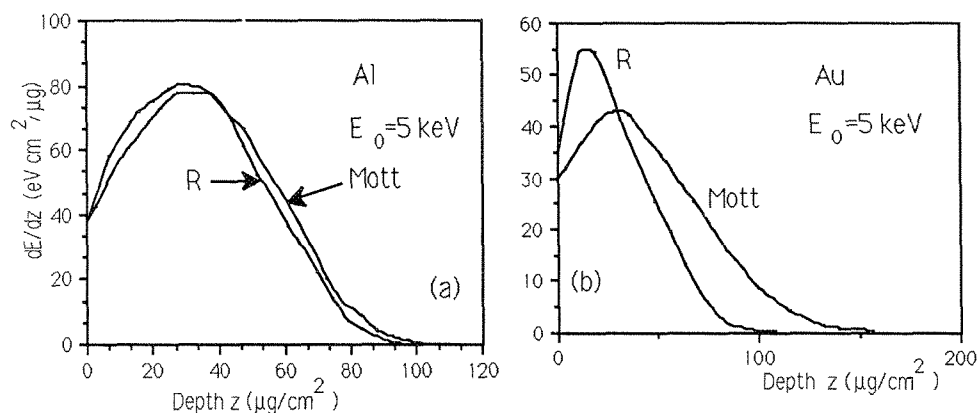 100
80
60
40
20
0
dE/dz (eV cm²/μg)
Al
E₀=5 keV
R
Mott
(a)
0 20 40 60 80 100 120
Depth z (μg/cm²)
60
50
40
30
20
10
0
R
Au
E₀=5 keV
Mott
(b)
0 100 200
Depth z (μg/cm²)